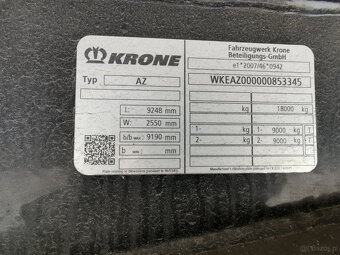 KRONE
Fahrzeugwerk Krone
Beteiligungs-GmbH
e1*2007/46*0942
Typ AZ
WKEAZ000000853345
L: 9248 mm
W: 2550 mm
b/b max: 9190 mm
b mm
kg 18000 kg
1- kg 1- 9000 kg T
2- kg 2- 9000 kg T